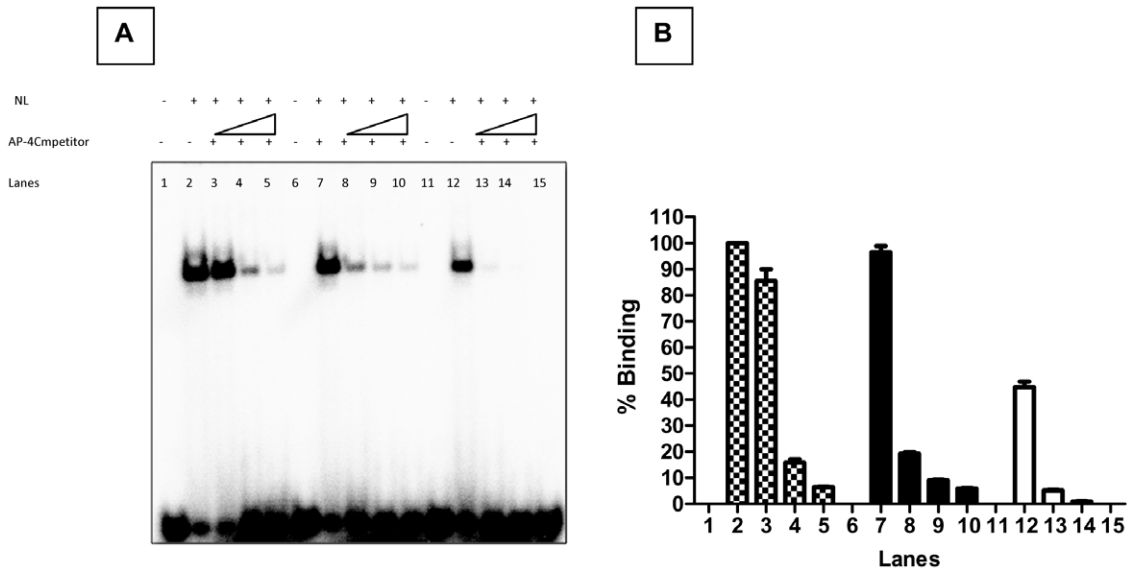 A
NL - + + + + - + + + + - + + + +
AP-4Cmpetitor - - + + + - + + + + - - + + +
Lanes 1 2 3 4 5 6 7 8 9 10 11 12 13 14 15
B
% Binding
110
100
90
80
70
60
50
40
30
20
10
0
1 2 3 4 5 6 7 8 9 10 11 12 13 14 15
Lanes